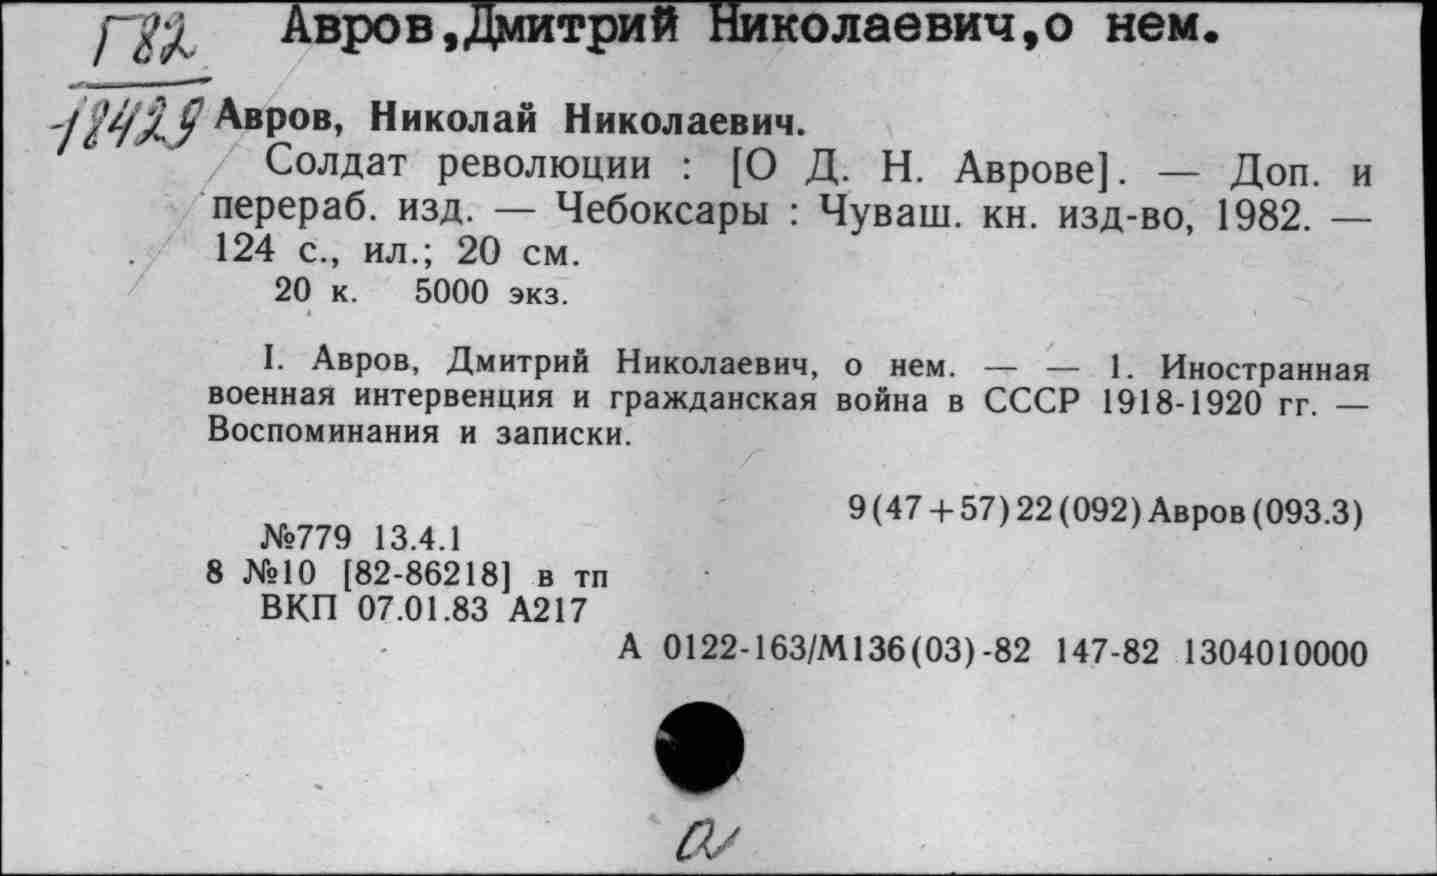 Г82
18429
Авров,Дмитрий Николаевич,о нем.
Авров, Николай Николаевич.
Солдат революции : [О Д. Н. Аврове]. — Доп. и
перераб. изд. — Чебоксары : Чуваш. кн. изд-во, 1982. —
124 с., ил.; 20 см.
20 к. 5000 экз.
I. Авров, Дмитрий Николаевич, о нем. — — 1. Иностранная
военная интервенция и гражданская война в СССР 1918-1920 гг. —
Воспоминания и записки.
9(47+57)22(092)Авров(093.3)
№779 13.4.1
8 №10 [82-86218] в тп
ВКП 07.01.83 А217
А 0122-163/М136(03)-82 147-82 1304010000